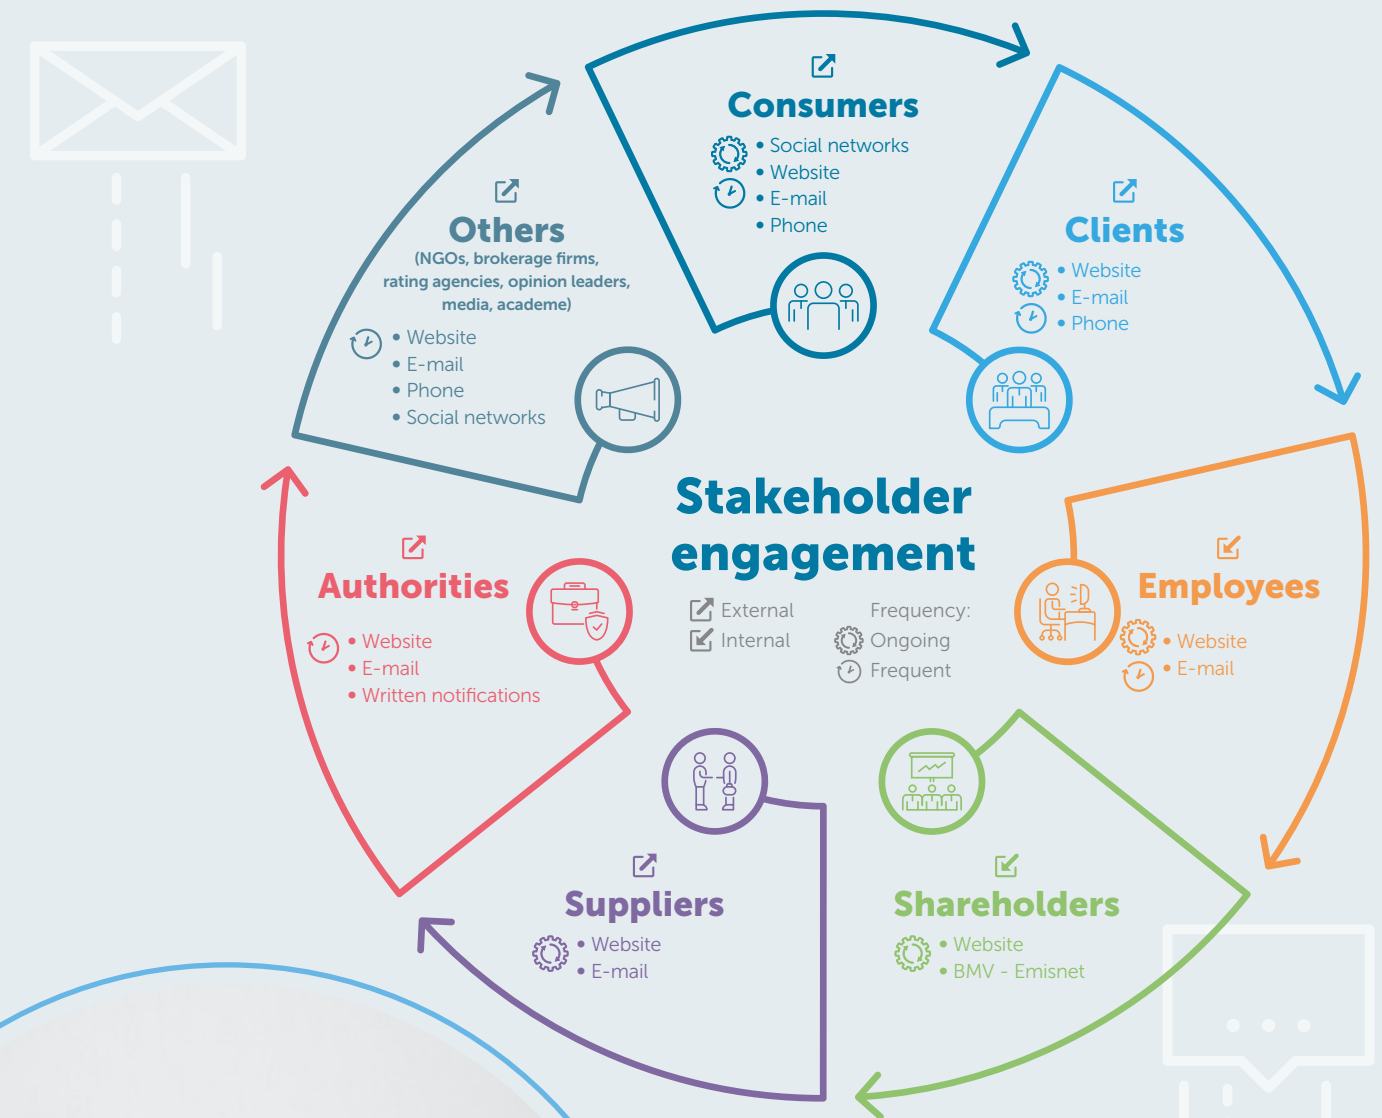 Consumers
• Social networks
• Website
• E-mail
• Phone
Clients
• Website
• E-mail
• Phone
Others
(NGOs, brokerage firms,
rating agencies, opinion leaders,
media, academe)
• Website
• E-mail
• Phone
• Social networks
Stakeholder
engagement
External
Internal
Frequency:
Ongoing
Frequent
Employees
• Website
• E-mail
Authorities
• Website
• E-mail
• Written notifications
Suppliers
• Website
• E-mail
Shareholders
• Website
• BMV - Emisnet